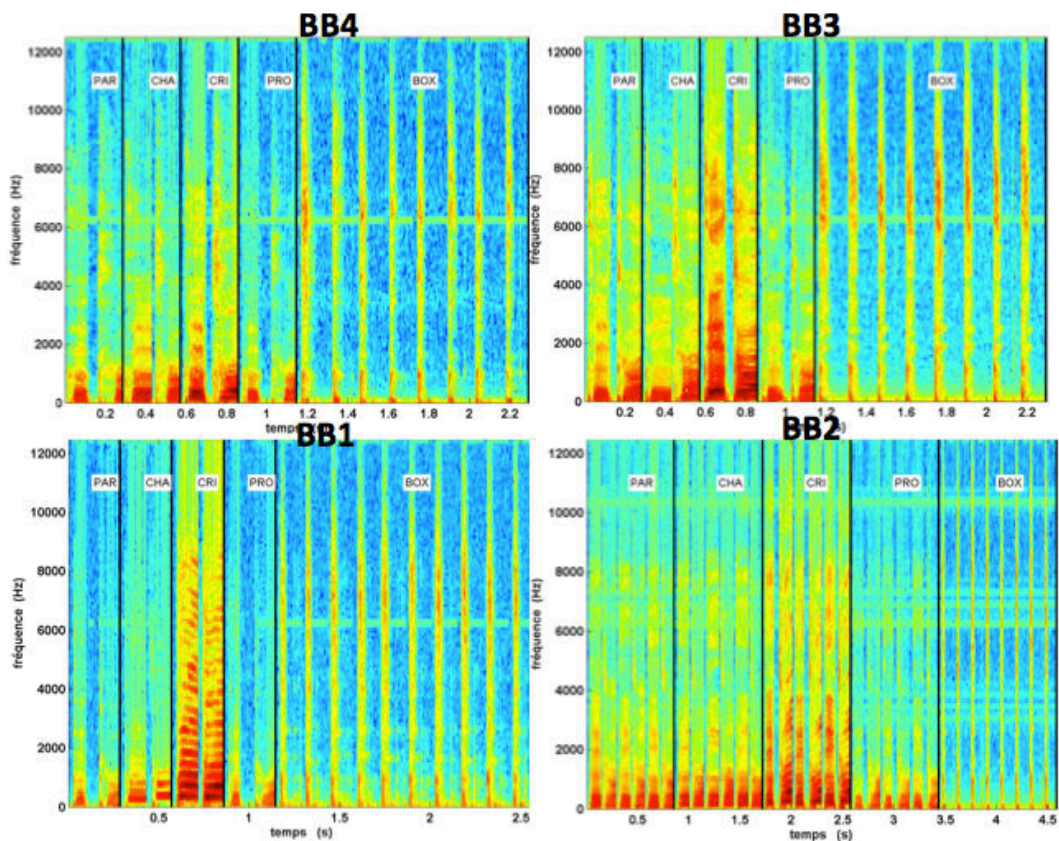 BB4
12000
10000
8000
6000
4000
2000
0
fréquence (Hz)
PAR CHA CRI PRO BOX
0.2 0.4 0.6 0.8 1 1.2 1.4 1.6 1.8 2 2.2
temps (s)
BB3
12000
10000
8000
6000
4000
2000
0
fréquence (Hz)
PAR CHA CRI PRO BOX
0.2 0.4 0.6 0.8 1 1.2 1.4 1.6 1.8 2 2.2
temps (s)
BB1
12000
10000
8000
6000
4000
2000
0
fréquence (Hz)
PAR CHA CRI PRO BOX
0.5 1 1.5 2 2.5
temps (s)
BB2
12000
10000
8000
6000
4000
2000
0
fréquence (Hz)
PAR CHA CRI PRO BOX
0.5 1 1.5 2 2.5 3 3.5 4 4.5
temps (s)